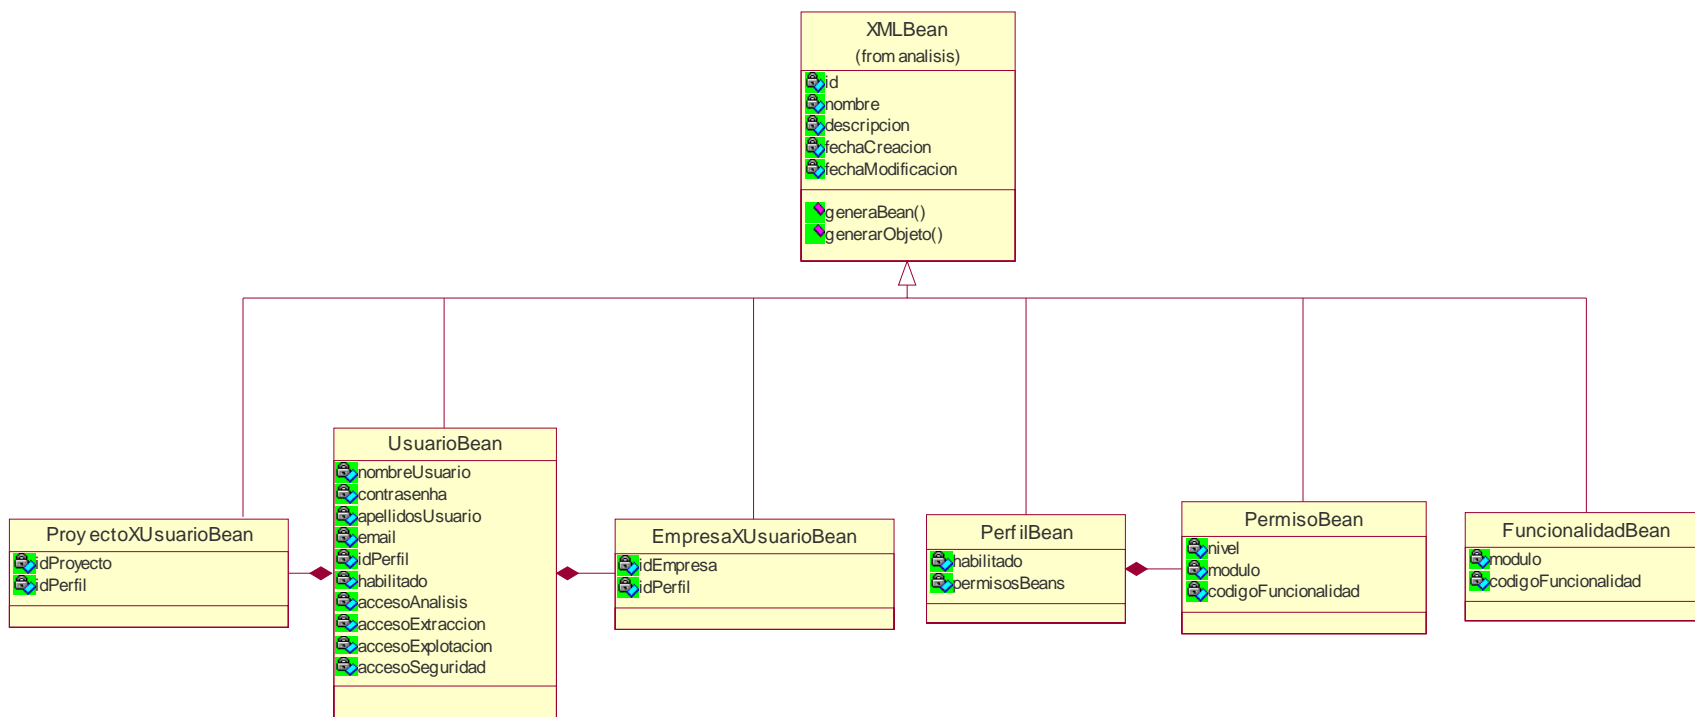 XMLBean
(from analisis)
id
nombre
descripcion
fechaCreacion
fechaModificacion
generaBean()
generarObjeto()
ProyectoXUsuarioBean
idProyecto
idPerfil
UsuarioBean
nombreUsuario
contrasenha
apellidosUsuario
email
idPerfil
habilitado
accesoAnalisis
accesoExtraccion
accesoExplotacion
accesoSeguridad
EmpresaXUsuarioBean
idEmpresa
idPerfil
PerfilBean
habilitado
permisosBeans
PermisoBean
nivel
modulo
codigoFuncionalidad
FuncionalidadBean
modulo
codigoFuncionalidad